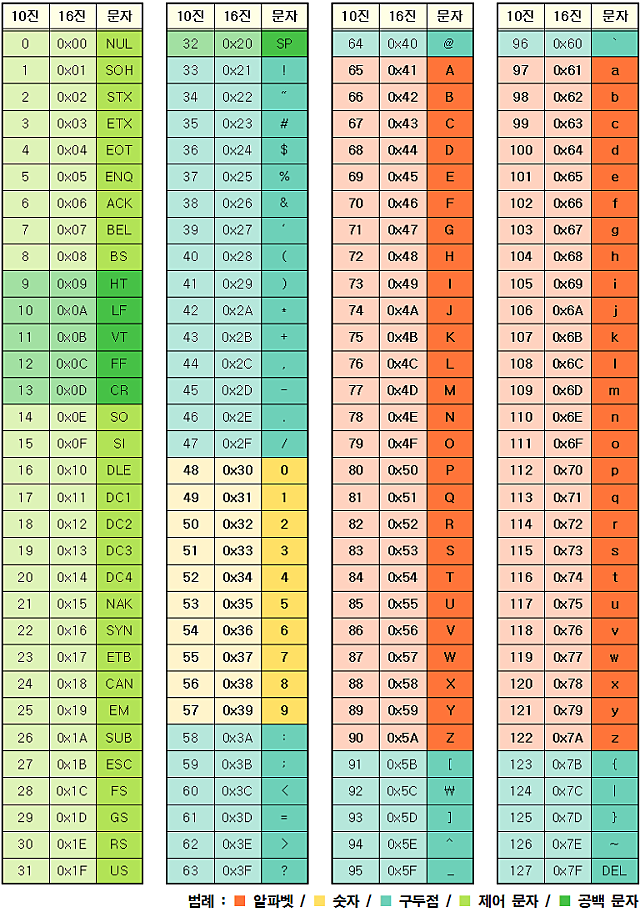 10진 16진 문자 10진 16진 문자 10진 16진 문자 10진 16진 문자
0 0x00 NUL 32 0x20 SP 64 0x40 @ 96 0x60 `
1 0x01 SOH 33 0x21 ! 65 0x41 A 97 0x61 a
2 0x02 STX 34 0x22 ˝ 66 0x42 B 98 0x62 b
3 0x03 ETX 35 0x23 # 67 0x43 C 99 0x63 c
4 0x04 EOT 36 0x24 $ 68 0x44 D 100 0x64 d
5 0x05 ENQ 37 0x25 % 69 0x45 E 101 0x65 e
6 0x06 ACK 38 0x26 & 70 0x46 F 102 0x66 f
7 0x07 BEL 39 0x27 ' 71 0x47 G 103 0x67 g
8 0x08 BS 40 0x28 ( 72 0x48 H 104 0x68 h
9 0x09 HT 41 0x29 ) 73 0x49 I 105 0x69 i
10 0x0A LF 42 0x2A * 74 0x4A J 106 0x6A j
11 0x0B VT 43 0x2B + 75 0x4B K 107 0x6B k
12 0x0C FF 44 0x2C , 76 0x4C L 108 0x6C l
13 0x0D CR 45 0x2D - 77 0x4D M 109 0x6D m
14 0x0E SO 46 0x2E . 78 0x4E N 110 0x6E n
15 0x0F SI 47 0x2F / 79 0x4F O 111 0x6F o
16 0x10 DLE 48 0x30 0 80 0x50 P 112 0x70 p
17 0x11 DC1 49 0x31 1 81 0x51 Q 113 0x71 q
18 0x12 DC2 50 0x32 2 82 0x52 R 114 0x72 r
19 0x13 DC3 51 0x33 3 83 0x53 S 115 0x73 s
20 0x14 DC4 52 0x34 4 84 0x54 T 116 0x74 t
21 0x15 NAK 53 0x35 5 85 0x55 U 117 0x75 u
22 0x16 SYN 54 0x36 6 86 0x56 V 118 0x76 v
23 0x17 ETB 55 0x37 7 87 0x57 W 119 0x77 w
24 0x18 CAN 56 0x38 8 88 0x58 X 120 0x78 x
25 0x19 EM 57 0x39 9 89 0x59 Y 121 0x79 y
26 0x1A SUB 58 0x3A : 90 0x5A Z 122 0x7A z
27 0x1B ESC 59 0x3B ; 91 0x5B [ 123 0x7B {
28 0x1C FS 60 0x3C < 92 0x5C ₩ 124 0x7C |
29 0x1D GS 61 0x3D = 93 0x5D ] 125 0x7D }
30 0x1E RS 62 0x3E > 94 0x5E ^ 126 0x7E ~
31 0x1F US 63 0x3F ? 95 0x5F _ 127 0x7F DEL
범례 : 알파벳 / 숫자 / 구두점 / 제어 문자 / 공백 문자